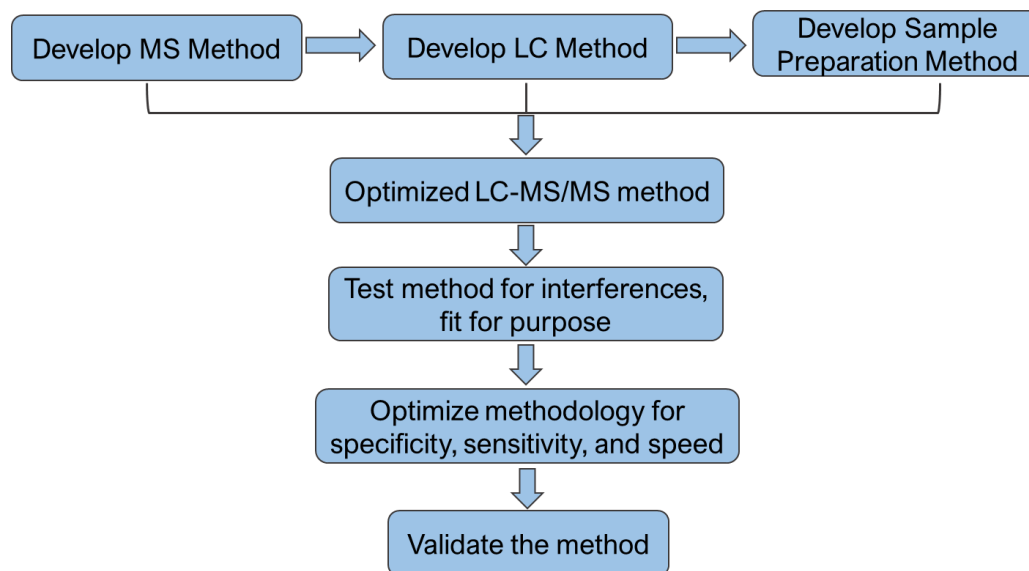 Develop MS Method
Develop LC Method
Develop Sample
Preparation Method
Optimized LC-MS/MS method
Test method for interferences,
fit for purpose
Optimize methodology for
specificity, sensitivity, and speed
Validate the method